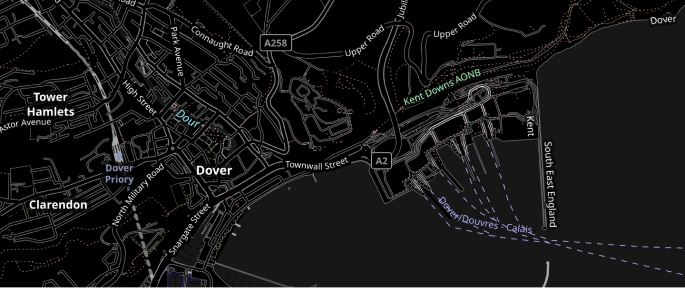 Dover
Jubil
Upper Road
Upper Road
Connaught Road
A258
Park Avenue
Road
Kent Downs AONB
High Street
Tower
Hamlets
Astor Avenue
Dour
Kent
South East England
Townwall Street
A2
Dover
Priory
Dover
North Military Road
Clarendon
Snargate Street
Dover/Douvres - Calais